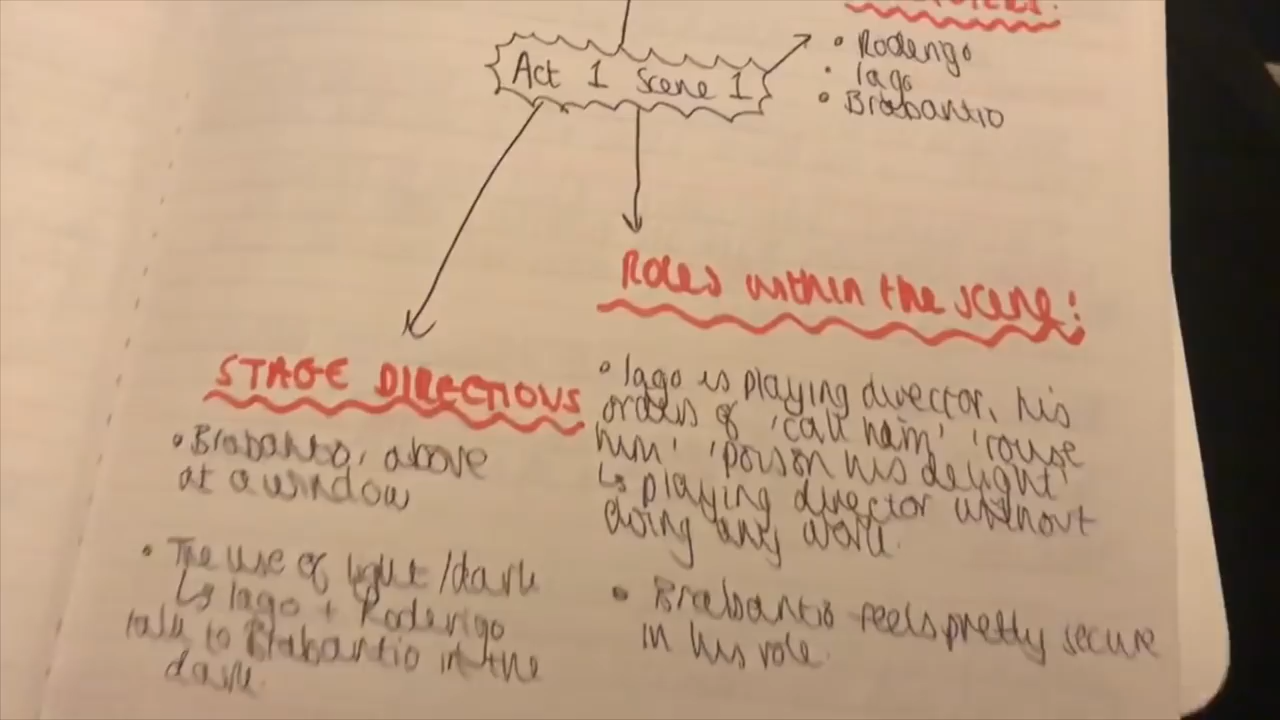 Act 1 Scene 1
• Roderigo
• Iago
• Brabantio
Roles within the scene:
• Iago is playing director, his
orders of 'call him' 'rouse
him' 'poison his delight'
↳ playing director without
doing any work.
• Brabantio feels pretty secure
in his role.
STAGE DIRECTIONS
• Brabantio, above
at a window
• The use of light/dark
↳ Iago + Roderigo
talk to Brabantio in the
dark.